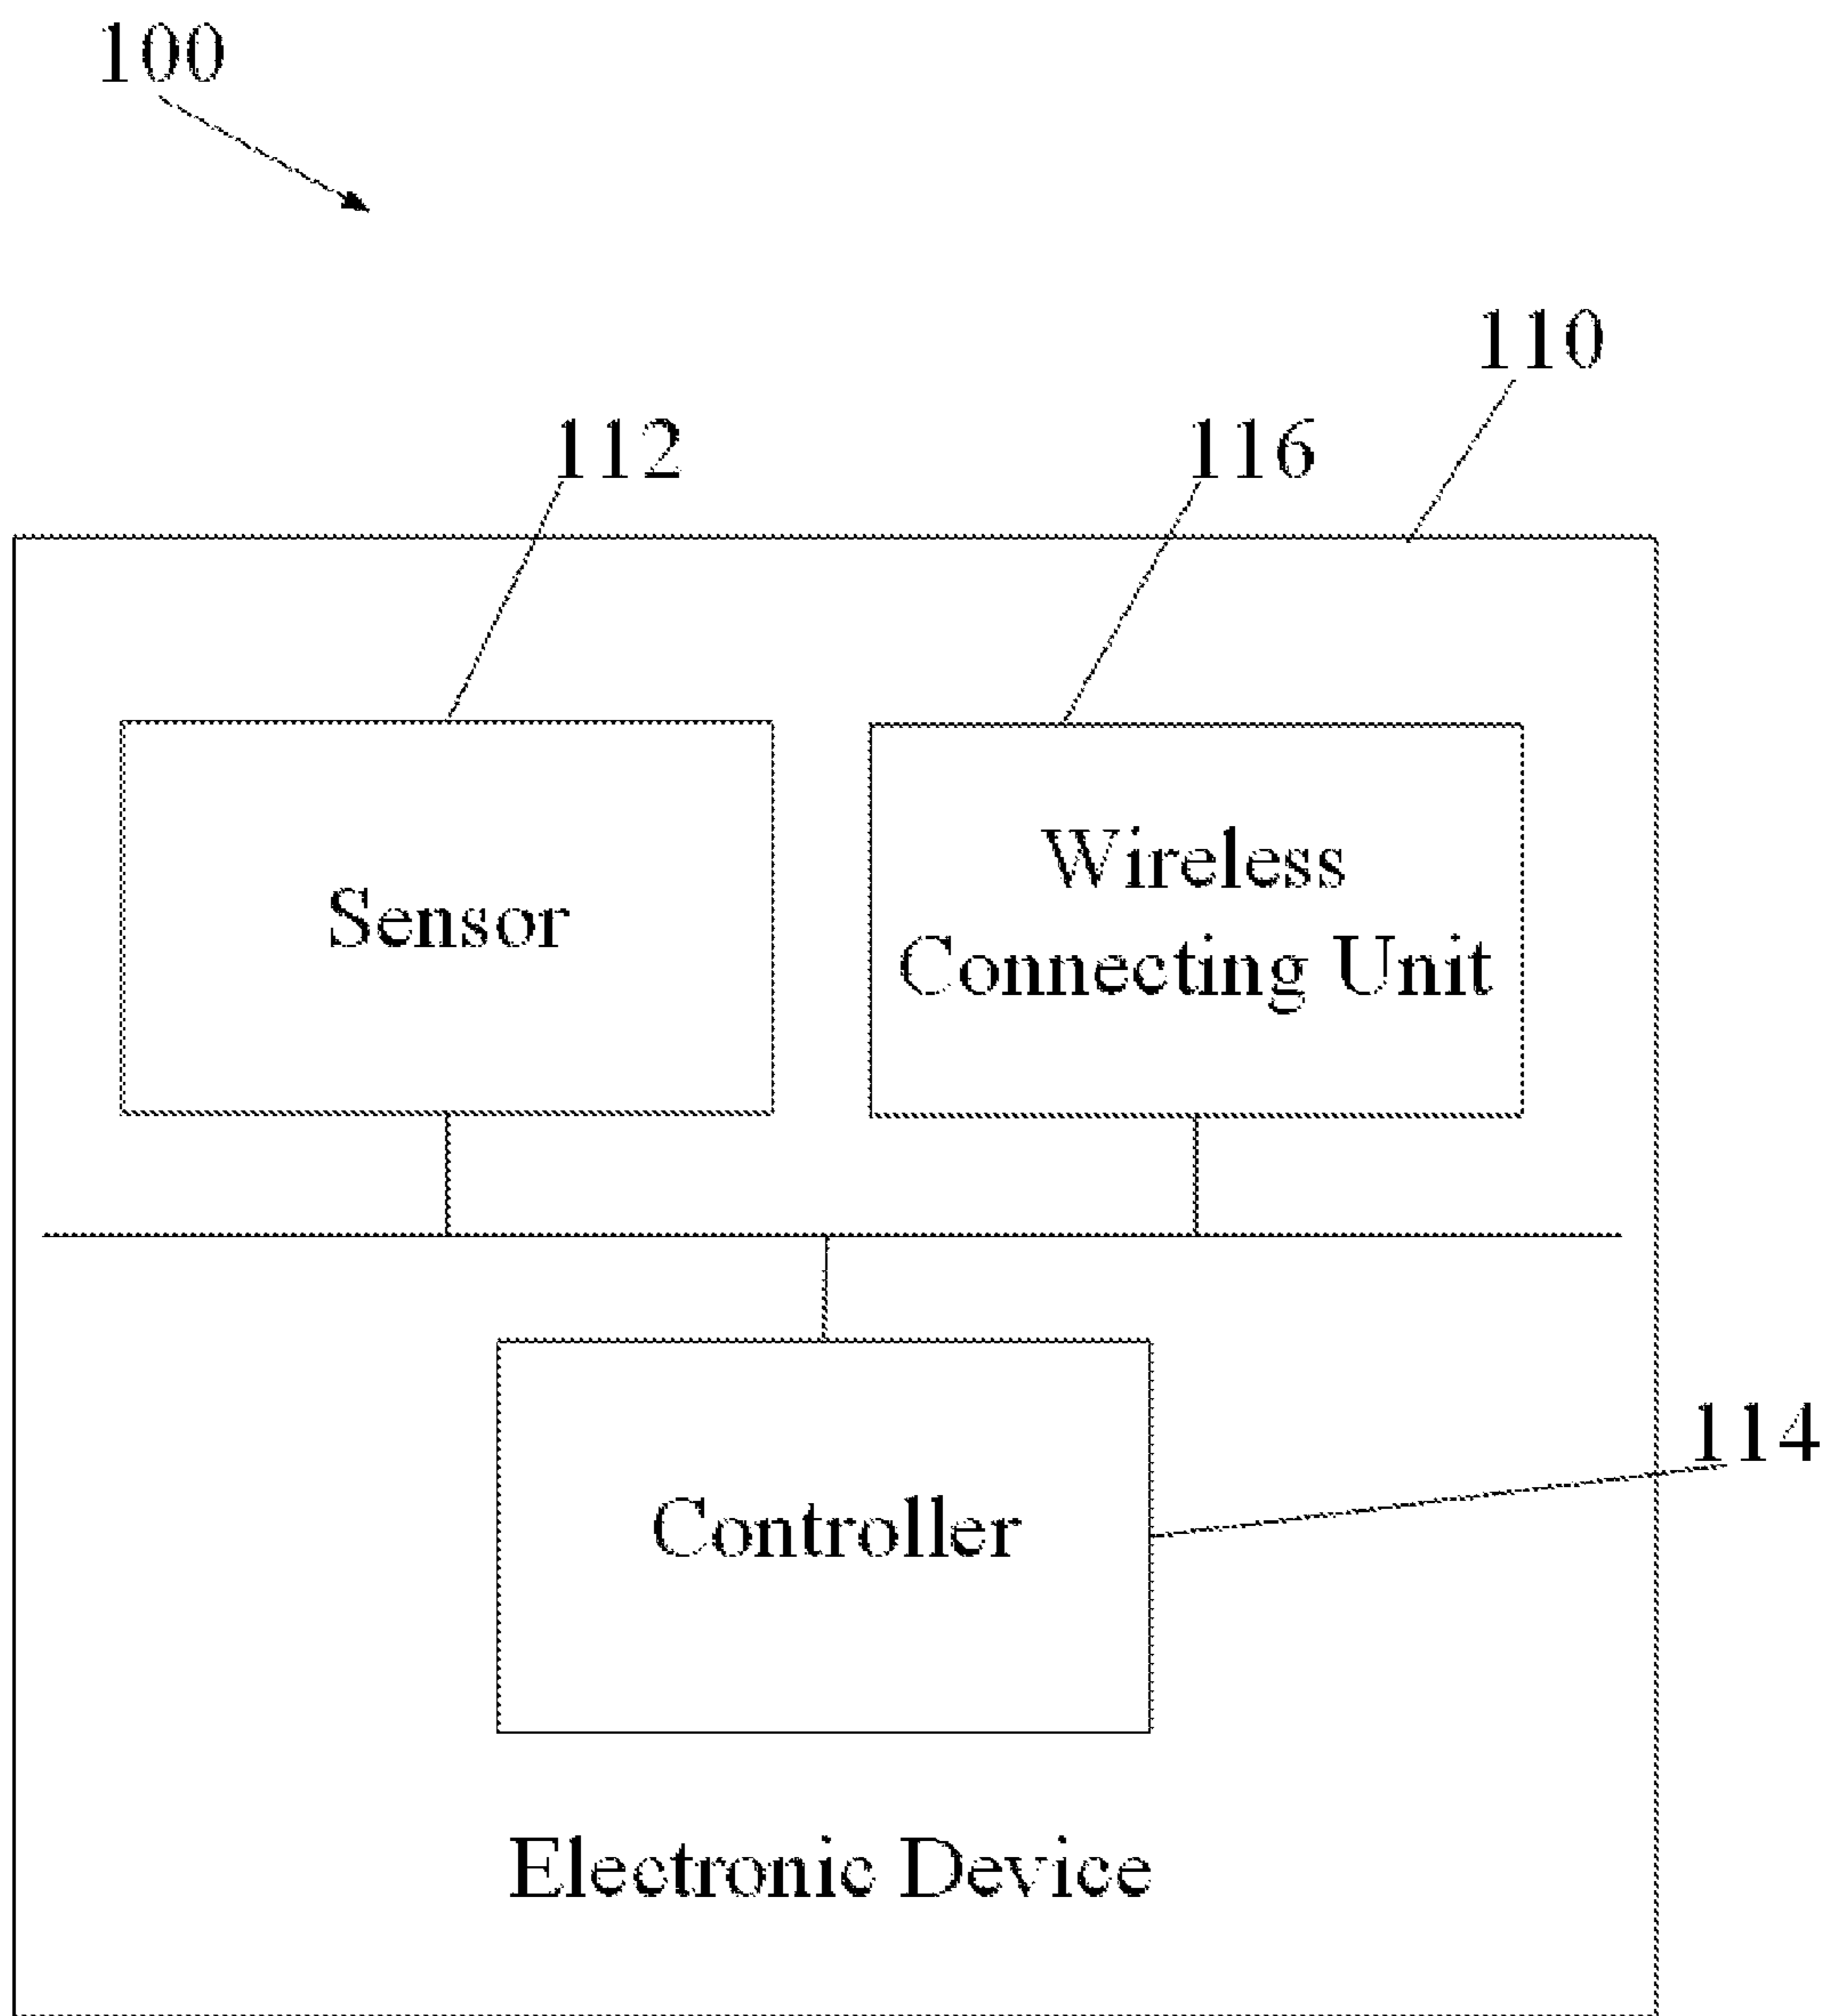 100
110
112
116
Sensor
Wireless
Connecting Unit
114
Controller
Electronic Device